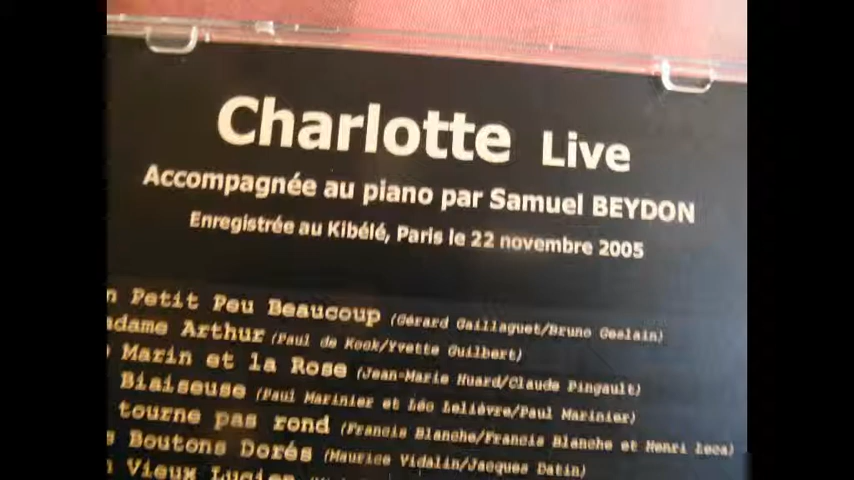 Charlotte Live
Accompagnée au piano par Samuel BEYDON
Enregistrée au Kibélé, Paris le 22 novembre 2005
Petit Peu Beaucoup (Gérard Gaillaguet/Bruno Geslain)
adame Arthur (Paul de Kock/Yvette Guilbert)
Marin et la Rose (Jean-Marie Huard/Claude Pingault)
Biaiseuse (Paul Marinier et Léo Lelièvre/Paul Marinier)
tourne pas rond (Francis Blanche/Francis Blanche et Henri Leca)
Boutons Dorés (Maurice Vidalin/Jacques Datin)
Vieux Lucien